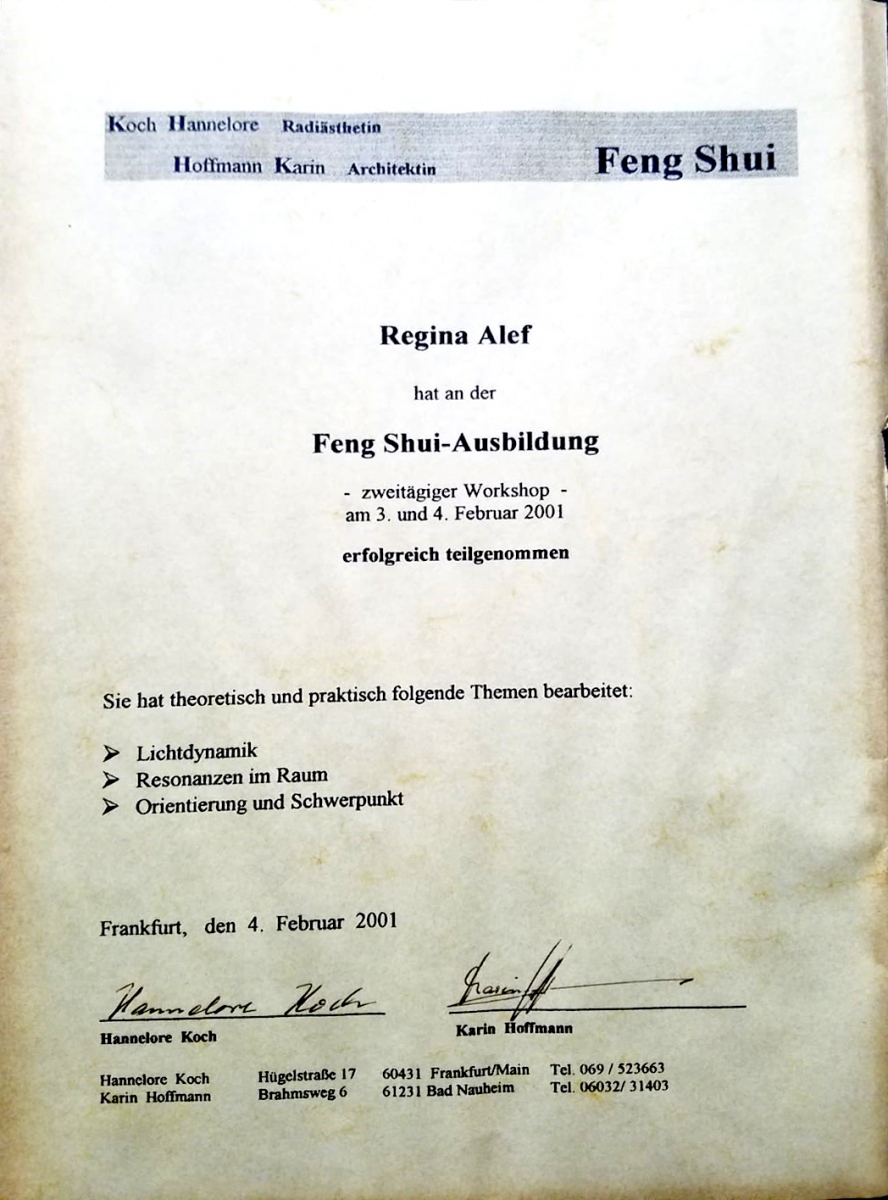 Koch Hannelore Radiästhetin
Hoffmann Karin Architektin
Feng Shui
Regina Alef
hat an der
Feng Shui-Ausbildung
- zweitägiger Workshop -
am 3. und 4. Februar 2001
erfolgreich teilgenommen
Sie hat theoretisch und praktisch folgende Themen bearbeitet:
➢ Lichtdynamik
➢ Resonanzen im Raum
➢ Orientierung und Schwerpunkt
Frankfurt, den 4. Februar 2001
Hannelore Koch
Hannelore Koch
Karin Hoffmann
Hannelore Koch Hügelstraße 17 60431 Frankfurt/Main Tel. 069 / 523663
Karin Hoffmann Brahmsweg 6 61231 Bad Nauheim Tel. 06032/ 31403